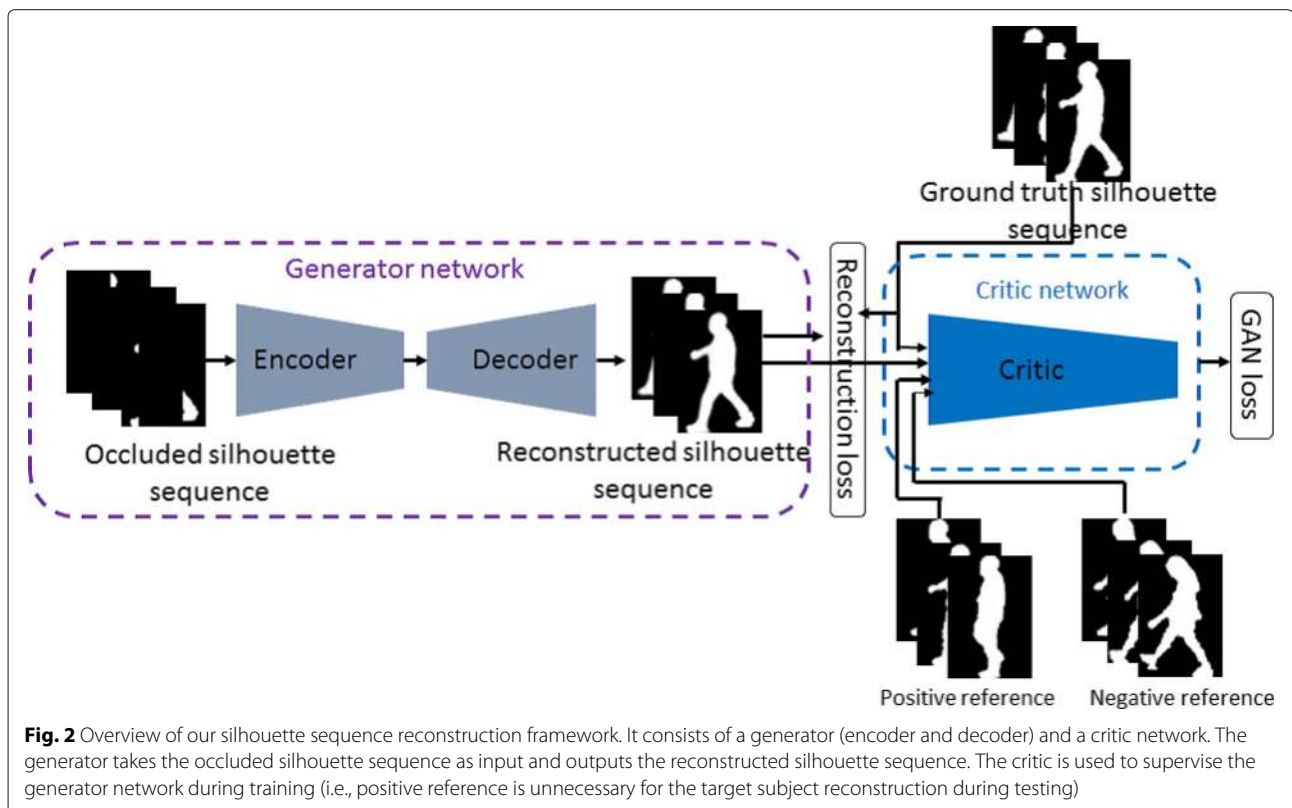 Ground truth silhouette
sequence
Generator network
Reconstruction loss
Critic network
GAN loss
Encoder
Decoder
Critic
Occluded silhouette
sequence
Reconstructed silhouette
sequence
Positive reference
Negative reference
Fig. 2 Overview of our silhouette sequence reconstruction framework. It consists of a generator (encoder and decoder) and a critic network. The
generator takes the occluded silhouette sequence as input and outputs the reconstructed silhouette sequence. The critic is used to supervise the
generator network during training (i.e., positive reference is unnecessary for the target subject reconstruction during testing)